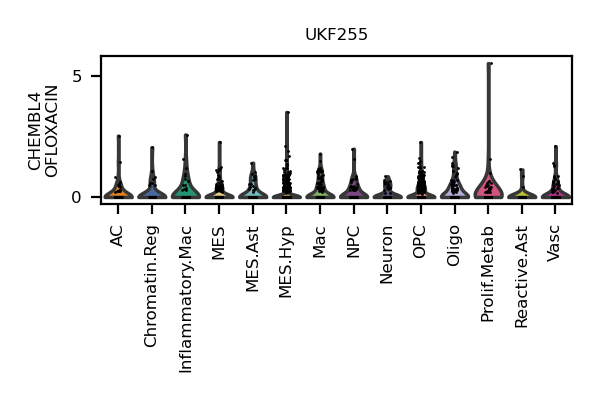 UKF255
CHEMBL4
OFLOXACIN
5
0
AC
Chromatin.Reg
Inflammatory.Mac
MES
MES.Ast
MES.Hyp
Mac
NPC
Neuron
OPC
Oligo
Prolif.Metab
Reactive.Ast
Vasc